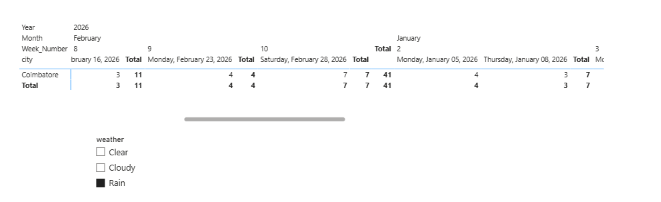 Year 2026
Month February January
Week_Number 8 9 10 Total 2 3
city bruary 16, 2026 Total Monday, February 23, 2026 Total Saturday, February 28, 2026 Total Monday, January 05, 2026 Thursday, January 08, 2026 Total Mc
Coimbatore 3 11 4 4 7 7 41 4 3 7
Total 3 11 4 4 7 7 41 4 3 7
weather
Clear
Cloudy
Rain